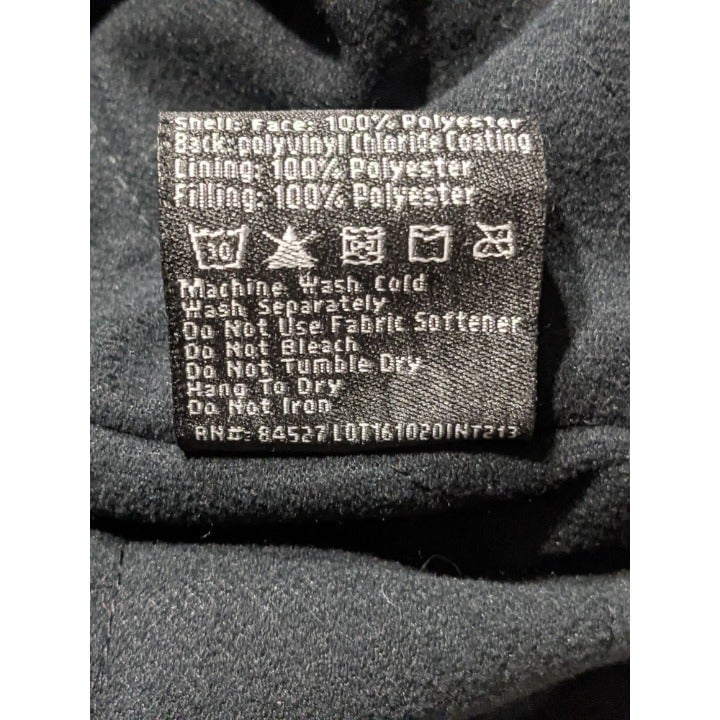 Shell: Face: 100% Polyester
Back: polyvinyl Chloride Coating
Lining: 100% Polyester
Filling: 100% Polyester
30
Machine Wash Cold
Wash Separately
Do Not Use Fabric Softener
Do Not Bleach
Do Not Tumble Dry
Hang To Dry
Do Not Iron
RN#: 84527 LOT161020INT213